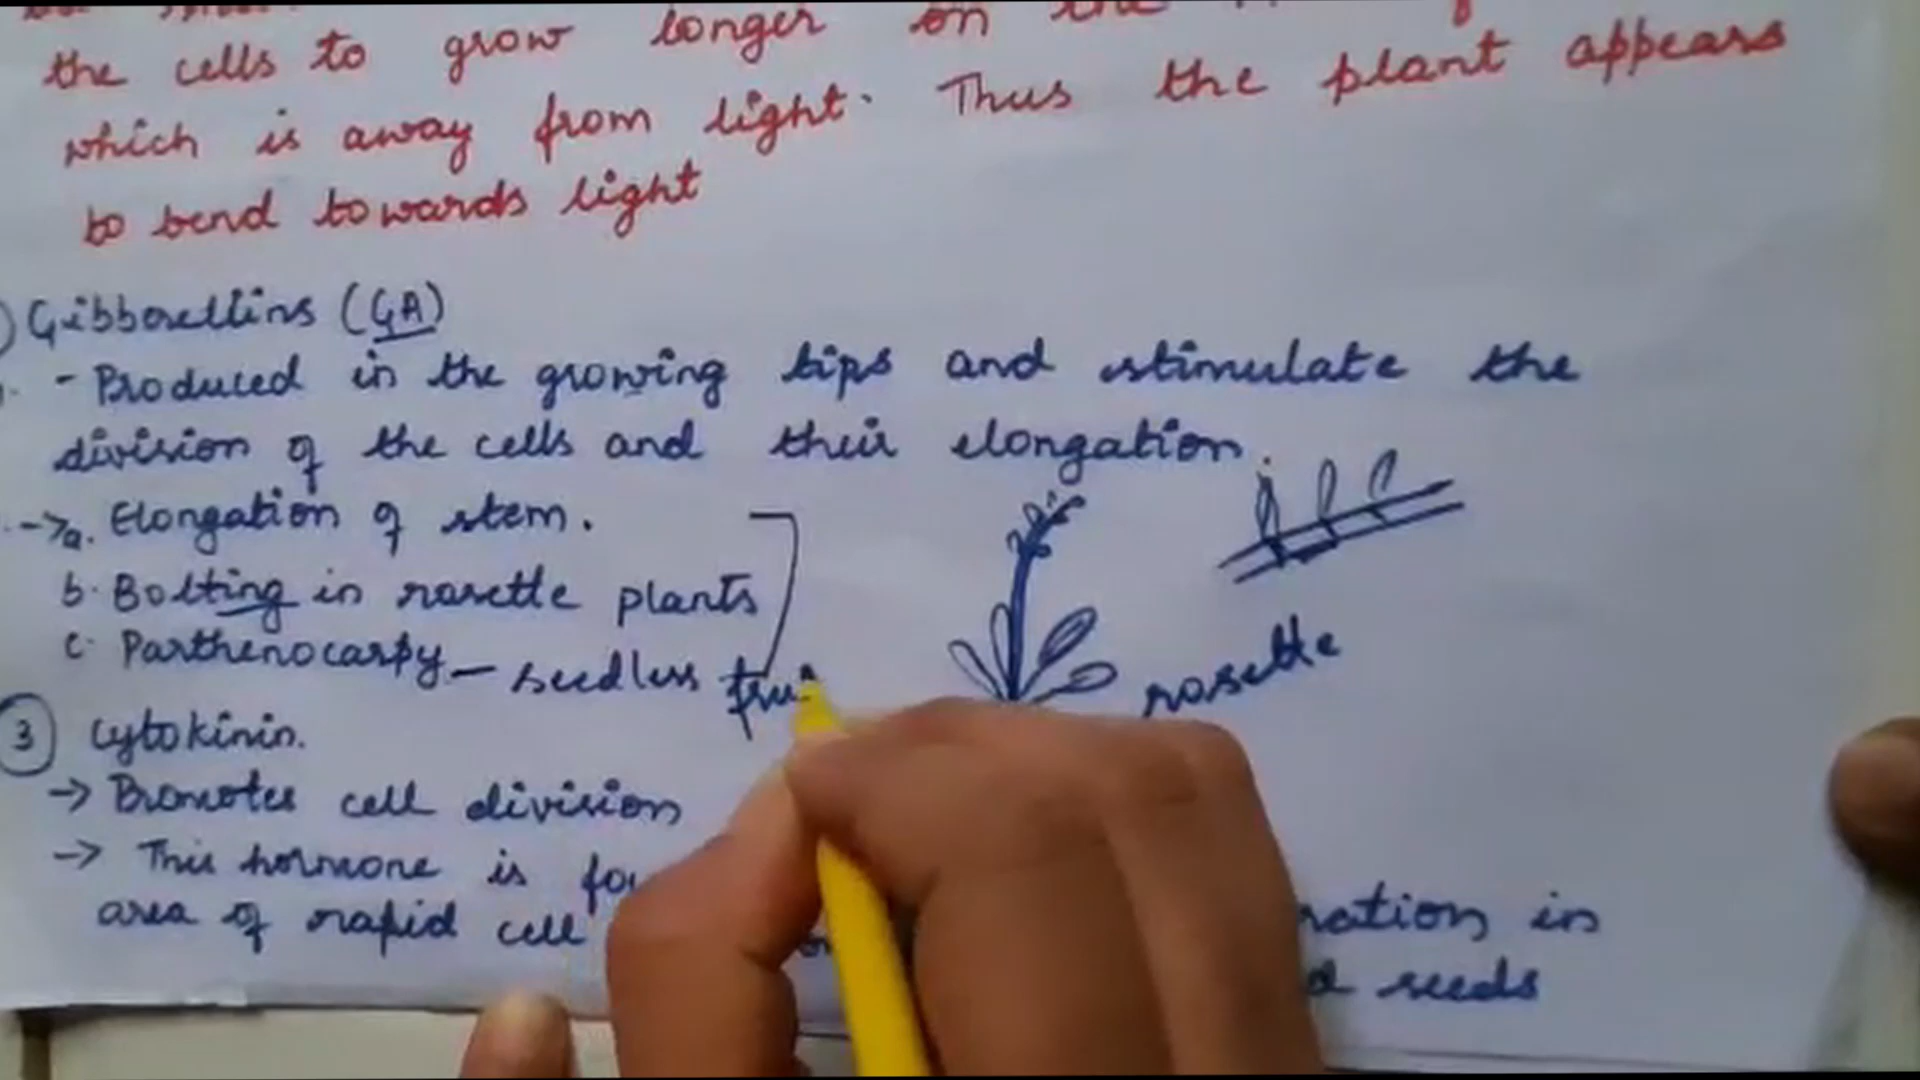 the cells to grow longer on the
which is away from light. Thus the plant appears
to bend towards light
Gibberellins (GA)
- Produced in the growing tips and stimulate the
division of the cells and their elongation.
→ a. Elongation of stem.
b. Bolting in rosette plants
c. Parthenocarpy - seedless
rosette
3 Cytokinin.
→ Promotes cell division
→ This hormone is
area of rapid cell
in
seeds